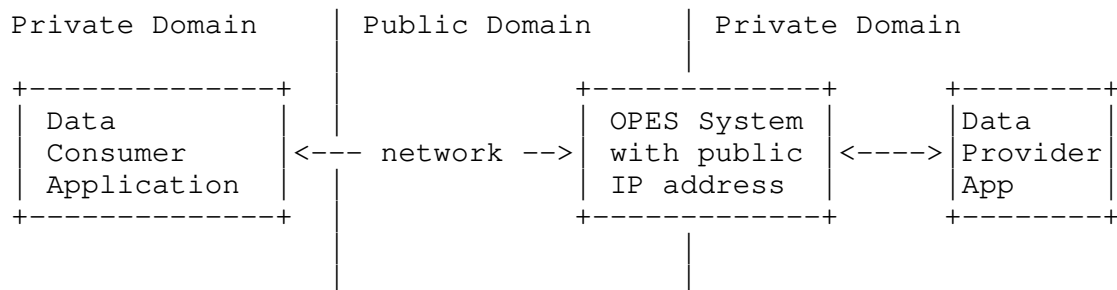 Private Domain | Public Domain | Private Domain
Data OPES System Data
Consumer <--- network --> with public <----> Provider
Application IP address App